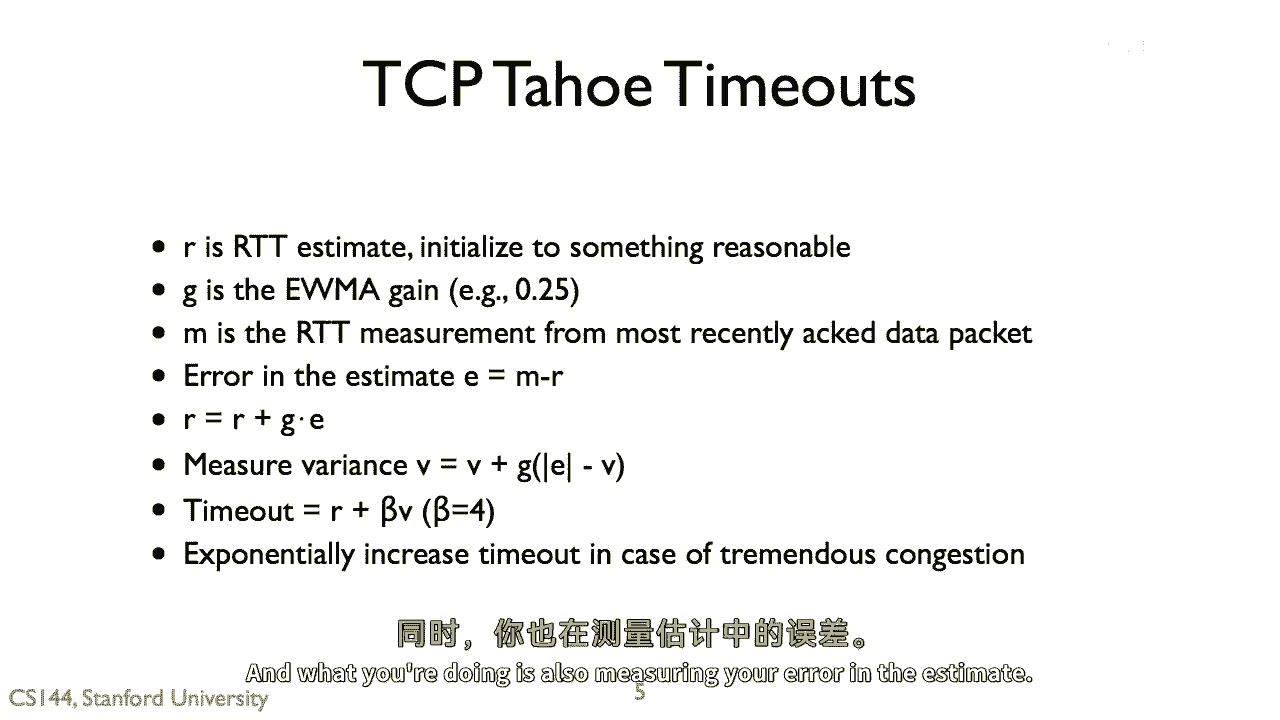 TCP Tahoe Timeouts
• r is RTT estimate, initialize to something reasonable
• g is the EWMA gain (e.g., 0.25)
• m is the RTT measurement from most recently acked data packet
• Error in the estimate e = m-r
• r = r + g·e
• Measure variance v = v + g(|e| - v)
• Timeout = r + βv (β=4)
• Exponentially increase timeout in case of tremendous congestion
同时，你也在测量估计中的误差。
And what you're doing is also measuring your error in the estimate.
CS144, Stanford University
5